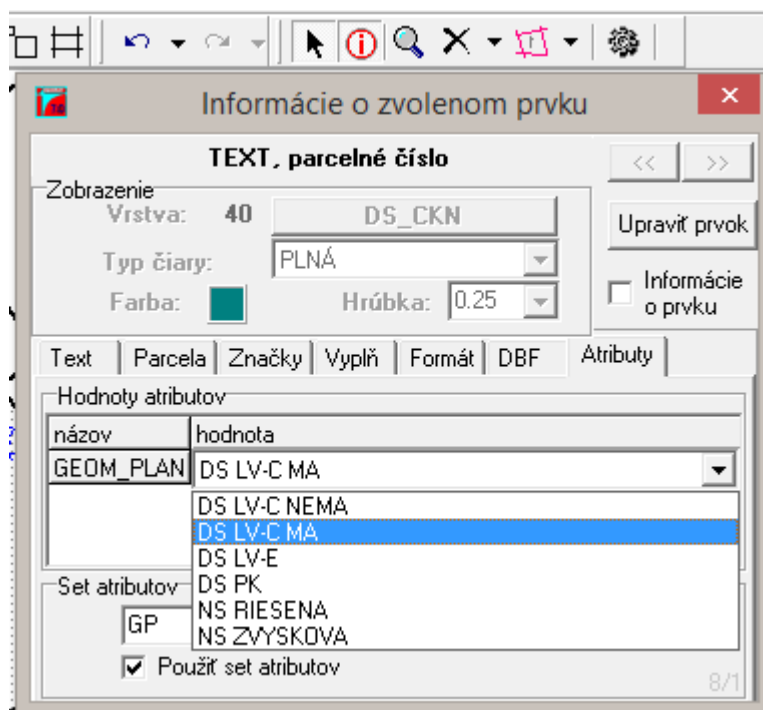 Informácie o zvolenom prvku
TEXT, parcelné číslo
<< >>
Zobrazenie
Vrstva: 40 DS_CKN
Upraviť prvok
Typ čiary: PLNÁ
Informácie
o prvku
Farba: Hrúbka: 0.25
Text Parcela Značky Vyplň Formát DBF Atributy
Hodnoty atribútov
názov hodnota
GEOM_PLAN DS LV-C MA
DS LV-C NEMA
DS LV-C MA
DS LV-E
DS PK
NS RIESENA
NS ZVYSKOVA
Set atribútov
GP
Použiť set atribútov
8/1